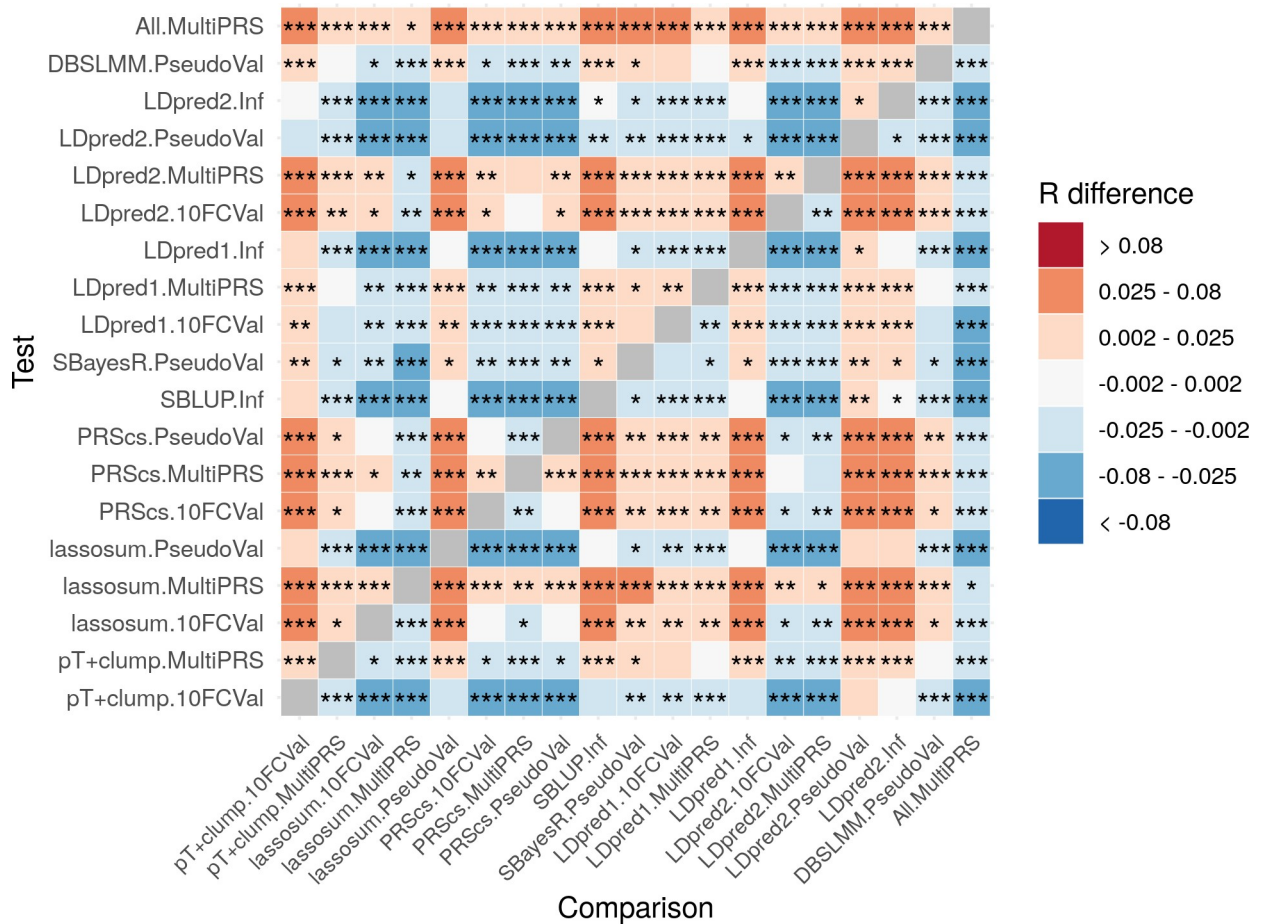 All.MultiPRS *** *** *** * *** *** *** *** *** *** *** *** *** *** *** *** *** ***
DBSLMM.PseudoVal *** * *** *** * *** ** *** * *** *** *** *** *** ***
LDpred2.Inf *** *** *** *** *** *** * * *** *** *** *** * *** ***
LDpred2.PseudoVal *** *** *** *** *** *** ** ** *** *** * *** *** * *** ***
LDpred2.MultiPRS *** *** ** * *** ** ** *** *** *** *** *** ** *** *** *** ***
LDpred2.10FCVal *** ** * ** *** * * *** *** *** *** *** ** *** *** *** ***
LDpred1.Inf *** *** *** *** *** *** * *** *** *** *** * *** ***
LDpred1.MultiPRS *** ** *** *** ** *** ** *** * ** *** *** *** *** *** ***
LDpred1.10FCVal ** ** *** ** *** *** *** *** ** *** *** *** *** *** ***
SBayesR.PseudoVal ** * ** *** * ** *** ** * * * *** *** ** * * ***
SBLUP.Inf *** *** *** *** *** *** * *** *** *** *** ** * *** ***
PRScs.PseudoVal *** * *** *** *** *** ** *** ** *** * ** *** *** ** ***
PRScs.MultiPRS *** *** * ** *** ** *** *** *** *** *** *** *** *** *** ***
PRScs.10FCVal *** * *** *** ** *** ** *** ** *** * ** *** *** * ***
lassosum.PseudoVal *** *** *** *** *** *** * ** *** *** *** *** ***
lassosum.MultiPRS *** *** *** *** *** ** *** *** *** *** *** *** ** * *** *** *** *
lassosum.10FCVal *** * *** *** * *** ** ** ** *** * ** *** *** * ***
pT+clump.MultiPRS *** * *** *** * *** * *** * *** ** *** *** *** ***
pT+clump.10FCVal *** *** *** *** *** *** ** ** *** *** *** *** ***
Test
pT+clump.10FCVal
pT+clump.MultiPRS
lassosum.10FCVal
lassosum.MultiPRS
lassosum.PseudoVal
PRScs.10FCVal
PRScs.MultiPRS
PRScs.PseudoVal
SBLUP.Inf
SBayesR.PseudoVal
LDpred1.10FCVal
LDpred1.MultiPRS
LDpred1.Inf
LDpred2.10FCVal
LDpred2.MultiPRS
LDpred2.PseudoVal
LDpred2.Inf
DBSLMM.PseudoVal
All.MultiPRS
Comparison
R difference
> 0.08
0.025 - 0.08
0.002 - 0.025
-0.002 - 0.002
-0.025 - -0.002
-0.08 - -0.025
< -0.08